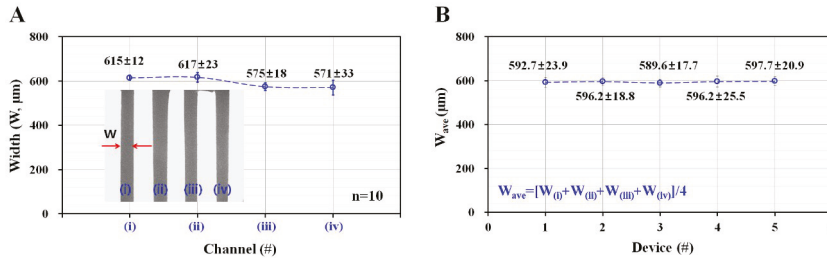 A
800
600
400
200
0
Width (W, μm)
615±12
617±23
575±18
571±33
W
(i)
(ii)
(iii)
(iv)
n=10
(i)
(ii)
(iii)
(iv)
Channel (#)
B
800
600
400
200
0
W_ave (μm)
592.7±23.9
596.2±18.8
589.6±17.7
596.2±25.5
597.7±20.9
W_ave=[W_(i)+W_(ii)+W_(iii)+W_(iv)]/4
0
1
2
3
4
5
Device (#)